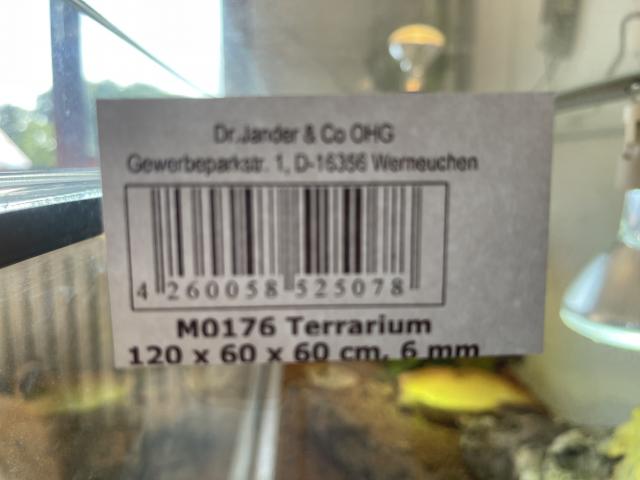 Dr.Jander & Co OHG
Gewerbeparkstr. 1, D-16356 Werneuchen
4 260058 525078
M0176 Terrarium
120 x 60 x 60 cm, 6 mm